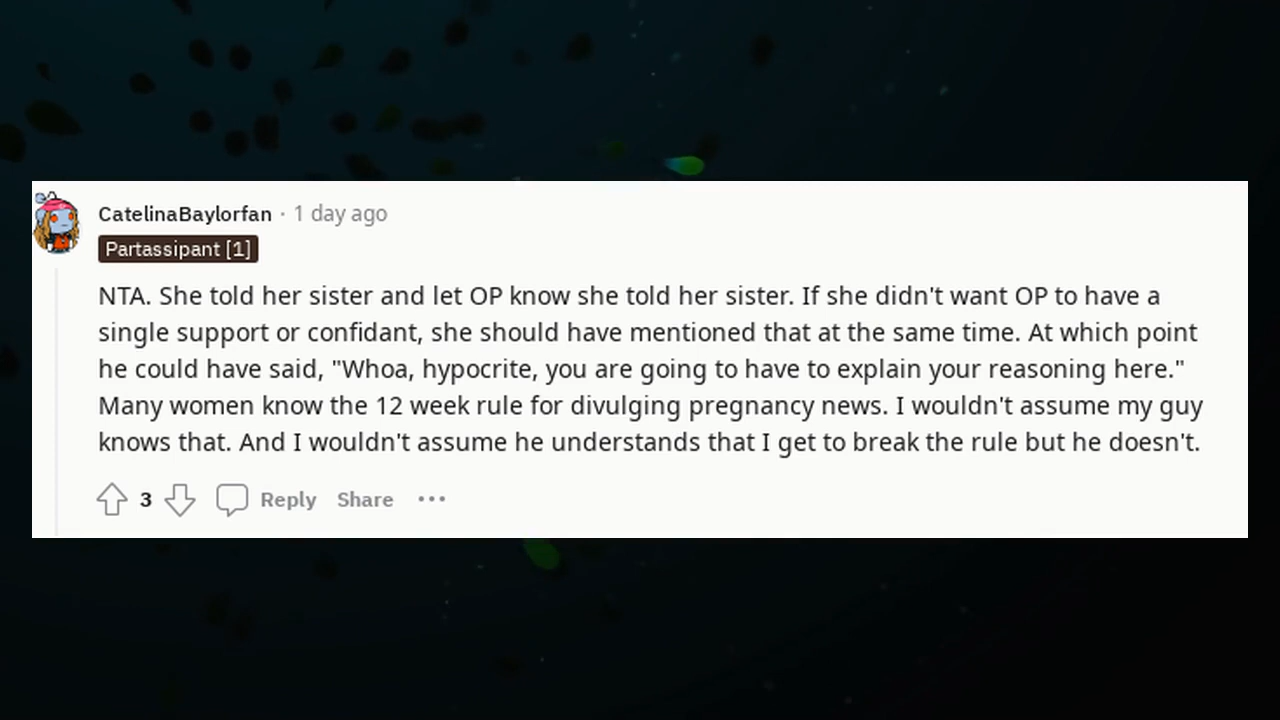 CatelinaBaylorfan · 1 day ago
Partassipant [1]
NTA. She told her sister and let OP know she told her sister. If she didn't want OP to have a
single support or confidant, she should have mentioned that at the same time. At which point
he could have said, "Whoa, hypocrite, you are going to have to explain your reasoning here."
Many women know the 12 week rule for divulging pregnancy news. I wouldn't assume my guy
knows that. And I wouldn't assume he understands that I get to break the rule but he doesn't.
3 Reply Share •••